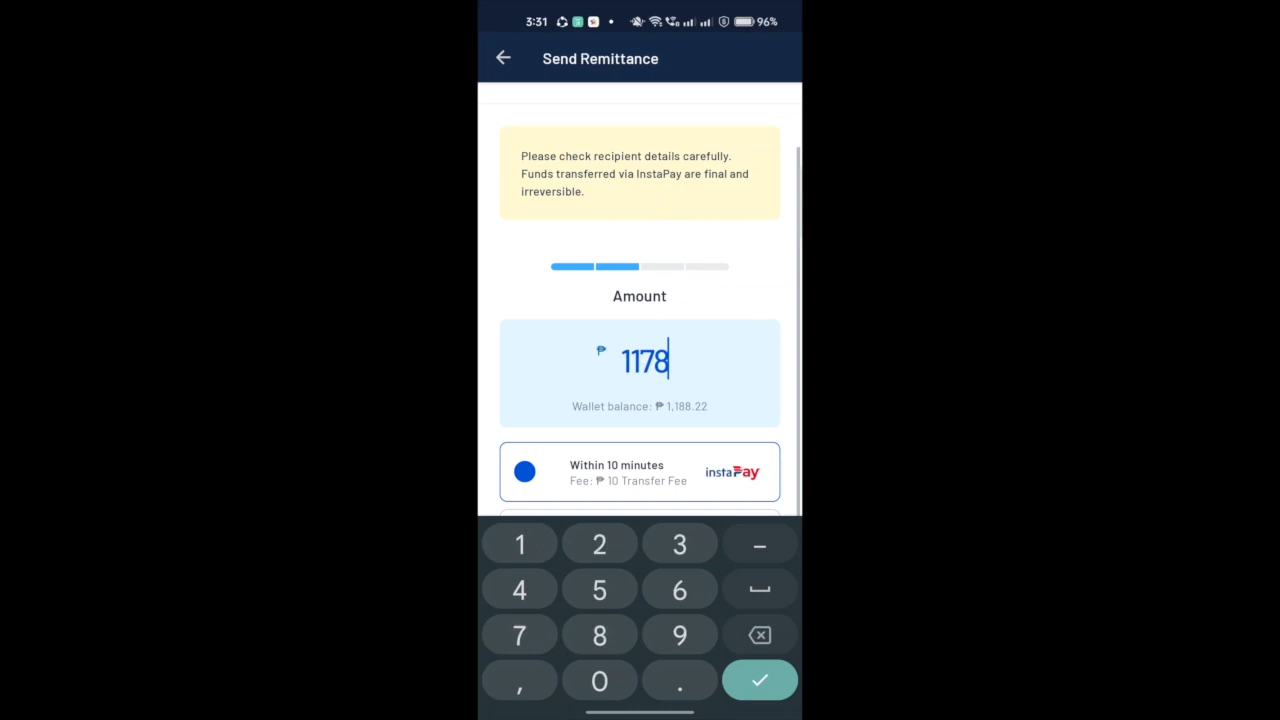 3:31 96%
Send Remittance
Please check recipient details carefully.
Funds transferred via InstaPay are final and
irreversible.
Amount
₱ 1178
Wallet balance: ₱ 1,188.22
Within 10 minutes
Fee: ₱ 10 Transfer Fee
instaPay
1 2 3 –
4 5 6
7 8 9
, 0 .